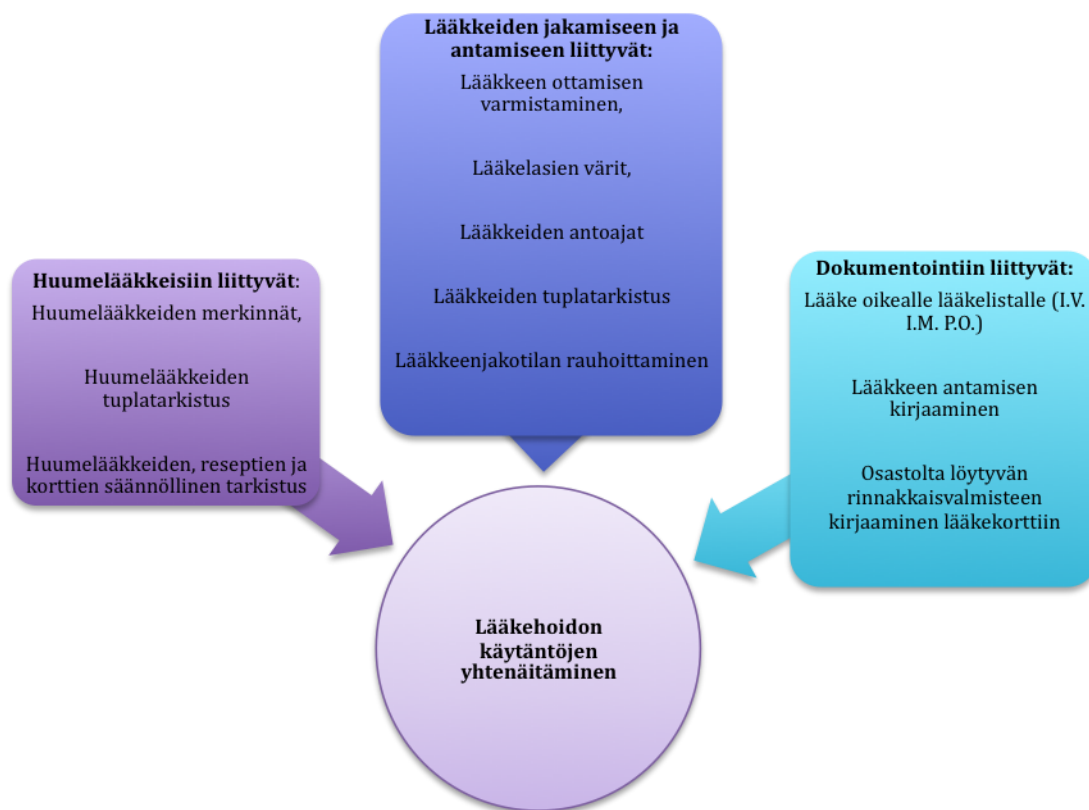 Lääkkeiden jakamiseen ja
antamiseen liittyvät:
Lääkkeen ottamisen
varmistaminen,
Lääkelasien värit,
Lääkkeiden antoajat
Lääkkeiden tuplatarkistus
Lääkkeenjakotilan rauhoittaminen
Huumelääkkeisiin liittyvät:
Huumelääkkeiden merkinnät,
Huumelääkkeiden
tuplatarkistus
Huumelääkkeiden, reseptien ja
korttien säännöllinen tarkistus
Dokumentointiin liittyvät:
Lääke oikealle lääkelistalle (I.V.
I.M. P.O.)
Lääkkeen antamisen
kirjaaminen
Osastolta löytyvän
rinnakkaisvalmisteen
kirjaaminen lääkekorttiin
Lääkehoidon
käytäntöjen
yhtenäitäminen